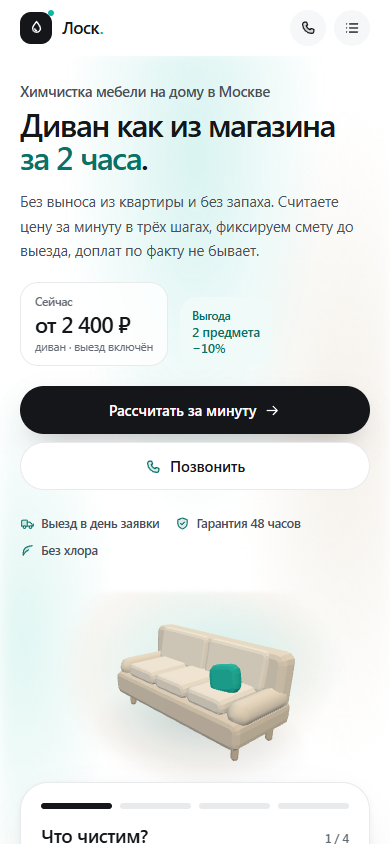 Лоск.
Химчистка мебели на дому в Москве
Диван как из магазина
за 2 часа.
Без выноса из квартиры и без запаха. Считаете
цену за минуту в трёх шагах, фиксируем смету до
выезда, доплат по факту не бывает.
Сейчас
от 2 400 ₽
диван · выезд включён
Выгода
2 предмета
−10%
Рассчитать за минуту →
Позвонить
Выезд в день заявки
Гарантия 48 часов
Без хлора
Что чистим?
1 / 4